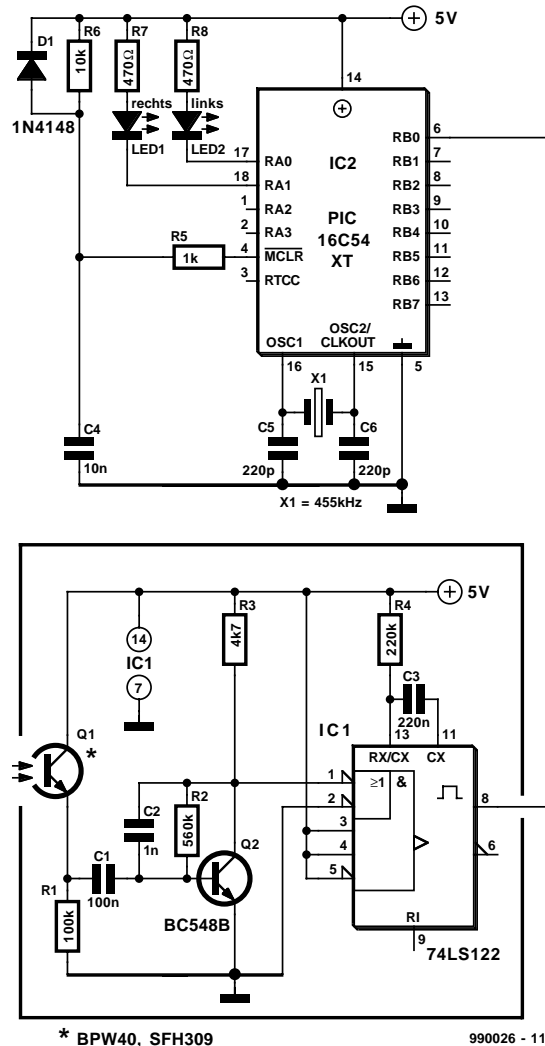 5V
D1
1N4148
R6
10k
R7
470Ω
R8
470Ω
rechts
LED1
links
LED2
14
IC2
PIC
16C54
XT
17 RA0
18 RA1
1 RA2
2 RA3
4 MCLR
3 RTCC
RB0 6
RB1 7
RB2 8
RB3 9
RB4 10
RB5 11
RB6 12
RB7 13
R5
1k
OSC1
OSC2/
CLKOUT
16
15
5
X1
C4
10n
C5
220p
C6
220p
X1 = 455kHz
5V
R3
4k7
R4
220k
14
IC1
7
C3
220n
IC1
13
11
RX/CX
CX
Q1
*
1
2
3
4
5
≥1
&
8
6
C2
1n
R2
560k
Q2
C1
100n
R1
100k
BC548B
RI
9
74LS122
* BPW40, SFH309
990026 - 11